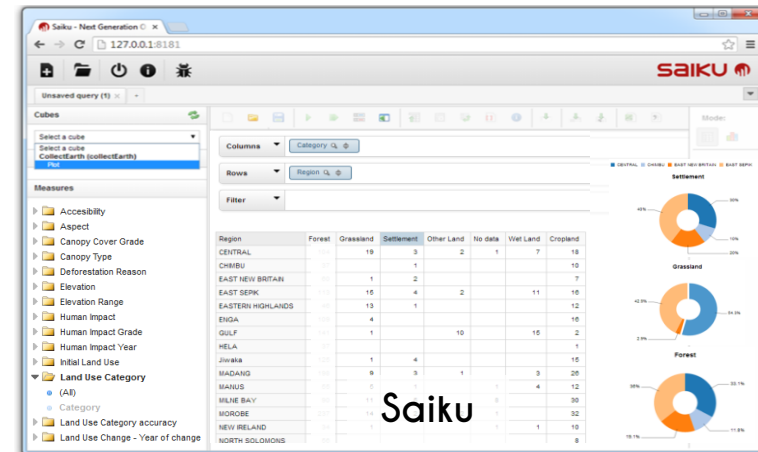 Saiku - Next Generation O
127.0.0.1:8181
saiku
Unsaved query (1)
Cubes
Mode:
Select a cube
Select a cube
CollectEarth (collectEarth)
Plot
Measures
Columns Category
Rows Region
Filter
Accesibility
Aspect
Canopy Cover Grade
Canopy Type
Deforestation Reason
Elevation
Elevation Range
Human Impact
Human Impact Grade
Human Impact Year
Initial Land Use
Land Use Category
(All)
Category
Land Use Category accuracy
Land Use Change - Year of change
Region Forest Grassland Settlement Other Land No data Wet Land Cropland
CENTRAL 19 3 2 1 7 18
CHIMBU 1 10
EAST NEW BRITAIN 1 2 7
EAST SEPIK 15 4 2 11 16
EASTERN HIGHLANDS 13 1 12
ENGA 4 16
GULF 1 10 15 2
HELA 1
Jiwaka 1 4 15
MADANG 9 3 1 3 26
MANUS 4 12
MILNE BAY 30
MOROBE 14 32
NEW IRELAND 1 10
NORTH SOLOMONS 8
CENTRAL CHIMBU EAST NEW BRITAIN EAST SEPIK
Settlement
Grassland
Forest
Saiku